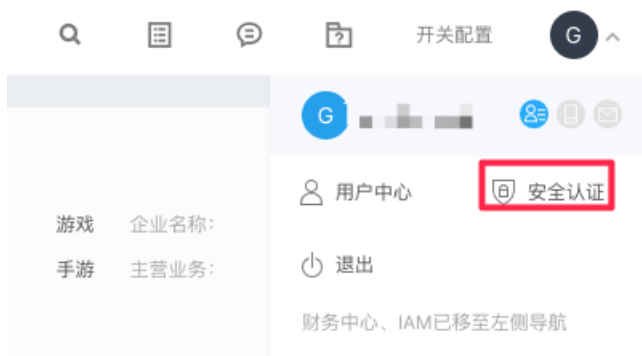 开关配置 G
G
用户中心 安全认证
游戏 企业名称：
手游 主营业务：
退出
财务中心、IAM已移至左侧导航